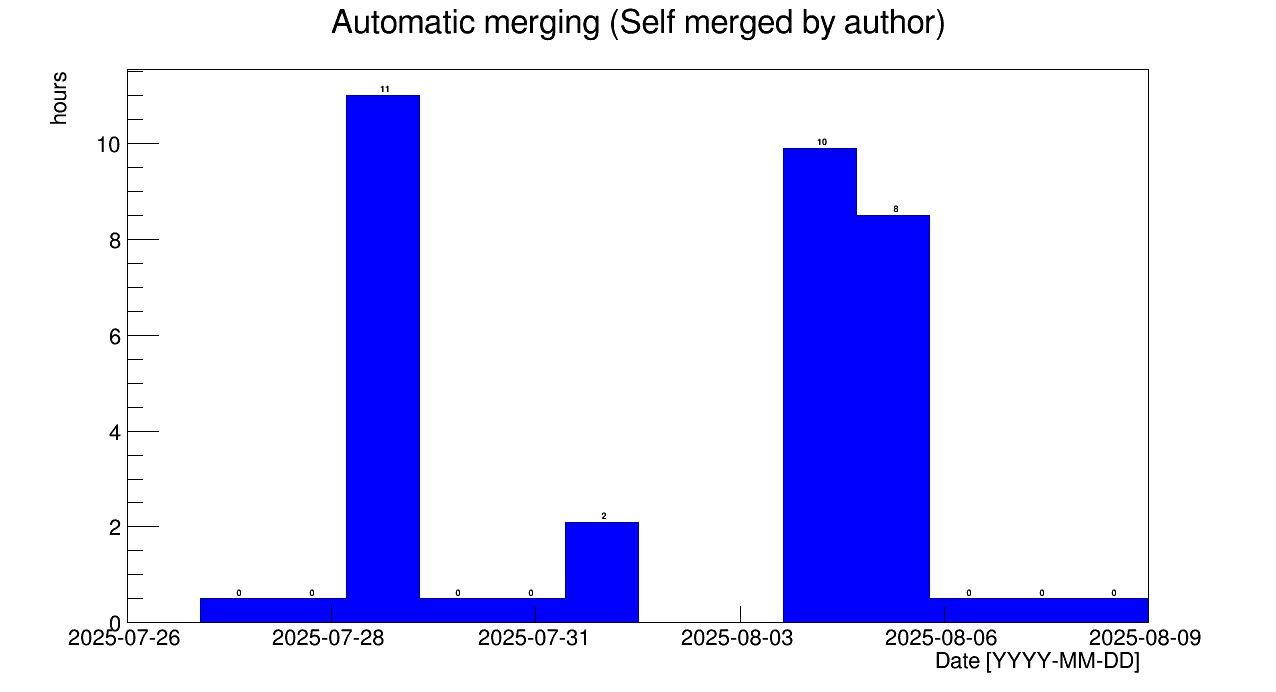 Automatic merging (Self merged by author)
hours
11
10
10
8
8
6
4
2
2
0 0 0 0 0 0 0
0
2025-07-26 2025-07-28 2025-07-31 2025-08-03 2025-08-06 2025-08-09
Date [YYYY-MM-DD]